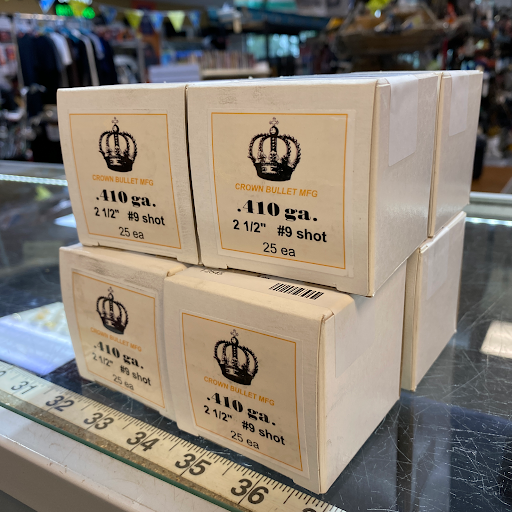 CROWN BULLET MFG
.410 ga.
2 1/2" #9 shot
25 ea
CROWN BULLET MFG
.410 ga.
2 1/2" #9 shot
25 ea
CROWN BULLET MFG
.410 ga.
2 1/2" #9 shot
25 ea
CROWN BULLET MFG
.410 ga.
2 1/2" #9 shot
25 ea
31 32 33 34 35 36